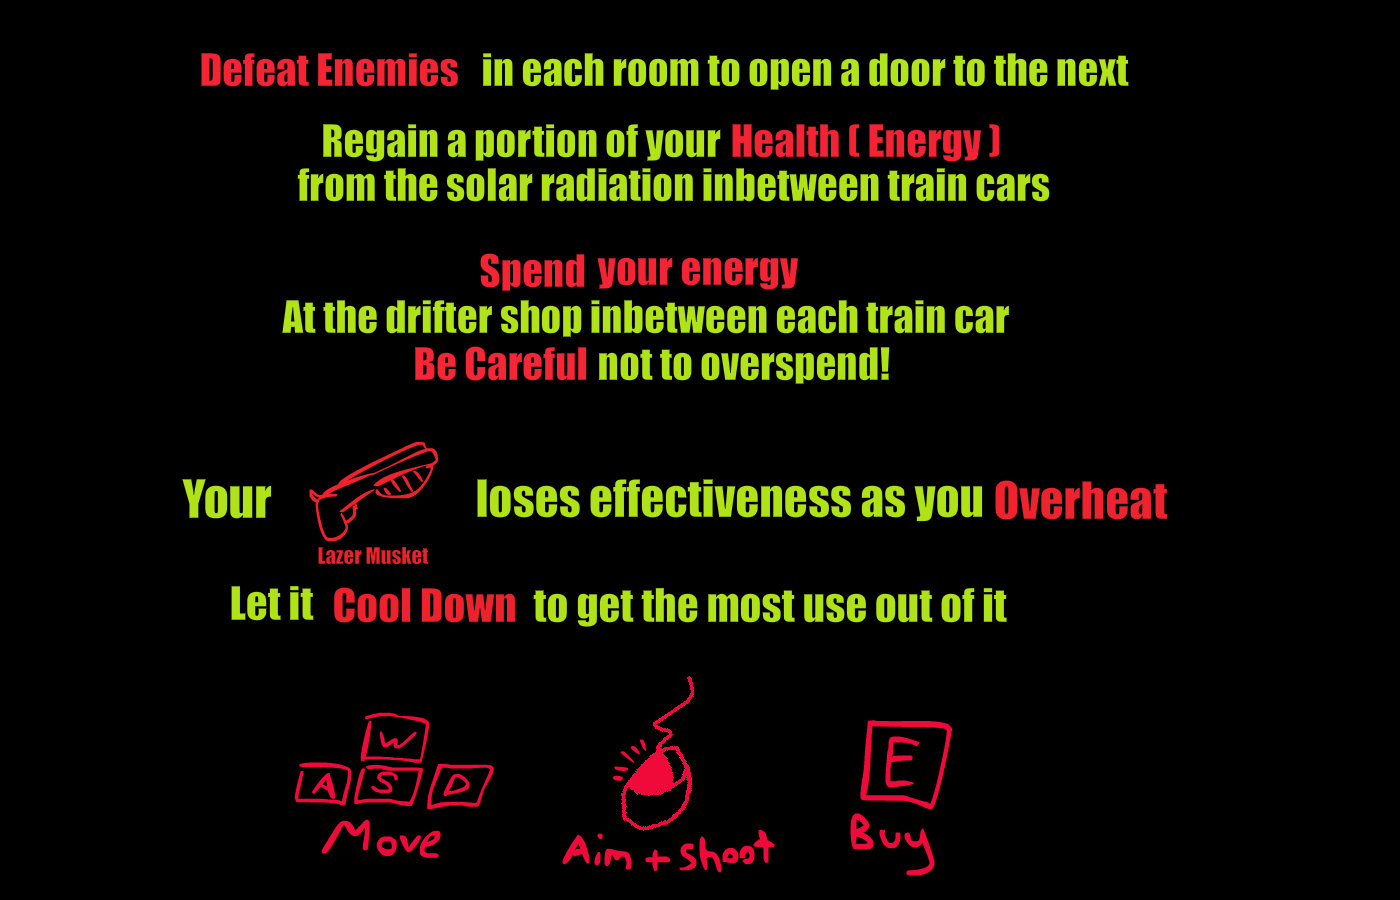 Defeat Enemies in each room to open a door to the next
Regain a portion of your Health ( Energy )
from the solar radiation inbetween train cars
Spend your energy
At the drifter shop inbetween each train car
Be Careful not to overspend!
Your loses effectiveness as you Overheat
Lazer Musket
Let it Cool Down to get the most use out of it
W
A S D
E
Move
Aim + shoot
Buy